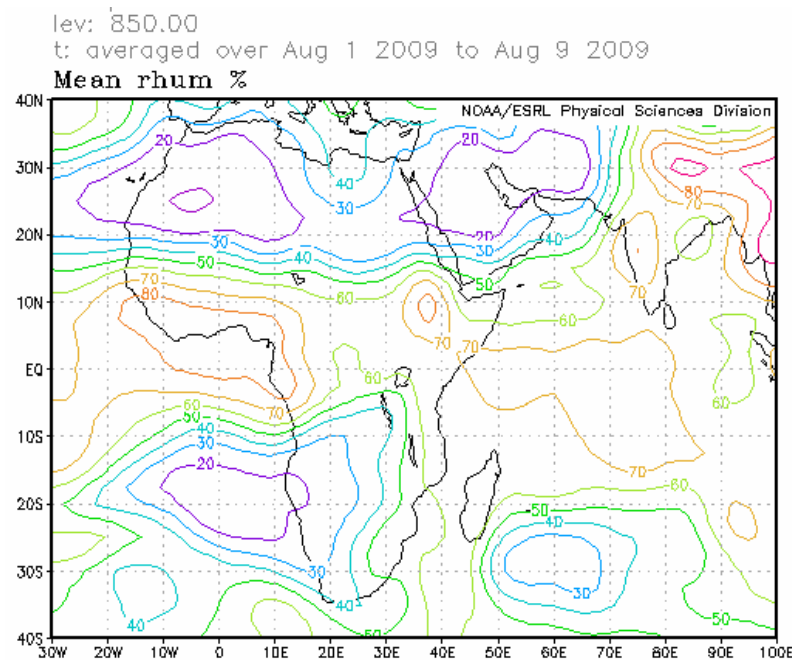 lev: 850.00
t: averaged over Aug 1 2009 to Aug 9 2009
Mean rhum %
40N
NOAA/ESRL Physical Sciences Division
20 20
30N
40 80
30 70
20N 20
30 30 40
50 40
70 60 50
80 70
10N 60
70 70
EQ 60
60
60 50 70 50
40
10S 30
20 70
60
20S 50
40
30S 30
60 30
40
60 50
40 50
40S
30W 20W 10W 0 10E 20E 30E 40E 50E 60E 70E 80E 90E 100E